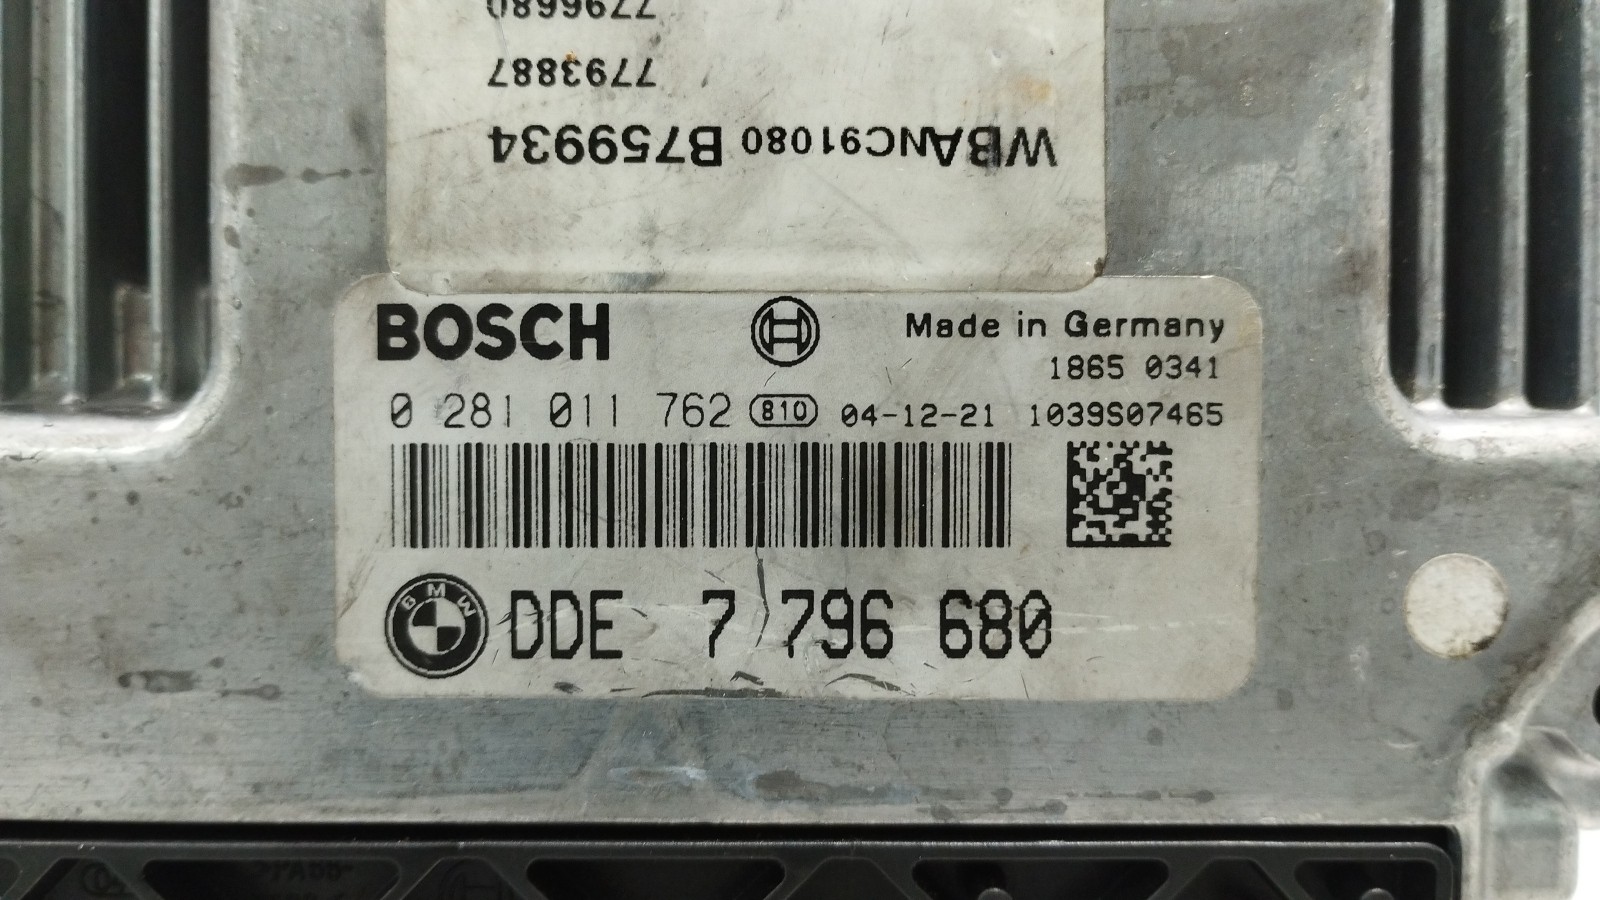 7796680
7793887
WBANC91080 B759934
BOSCH
Made in Germany
1865 0341
0 281 011 762 810 04-12-21 1039S07465
BMW
DDE 7 796 680